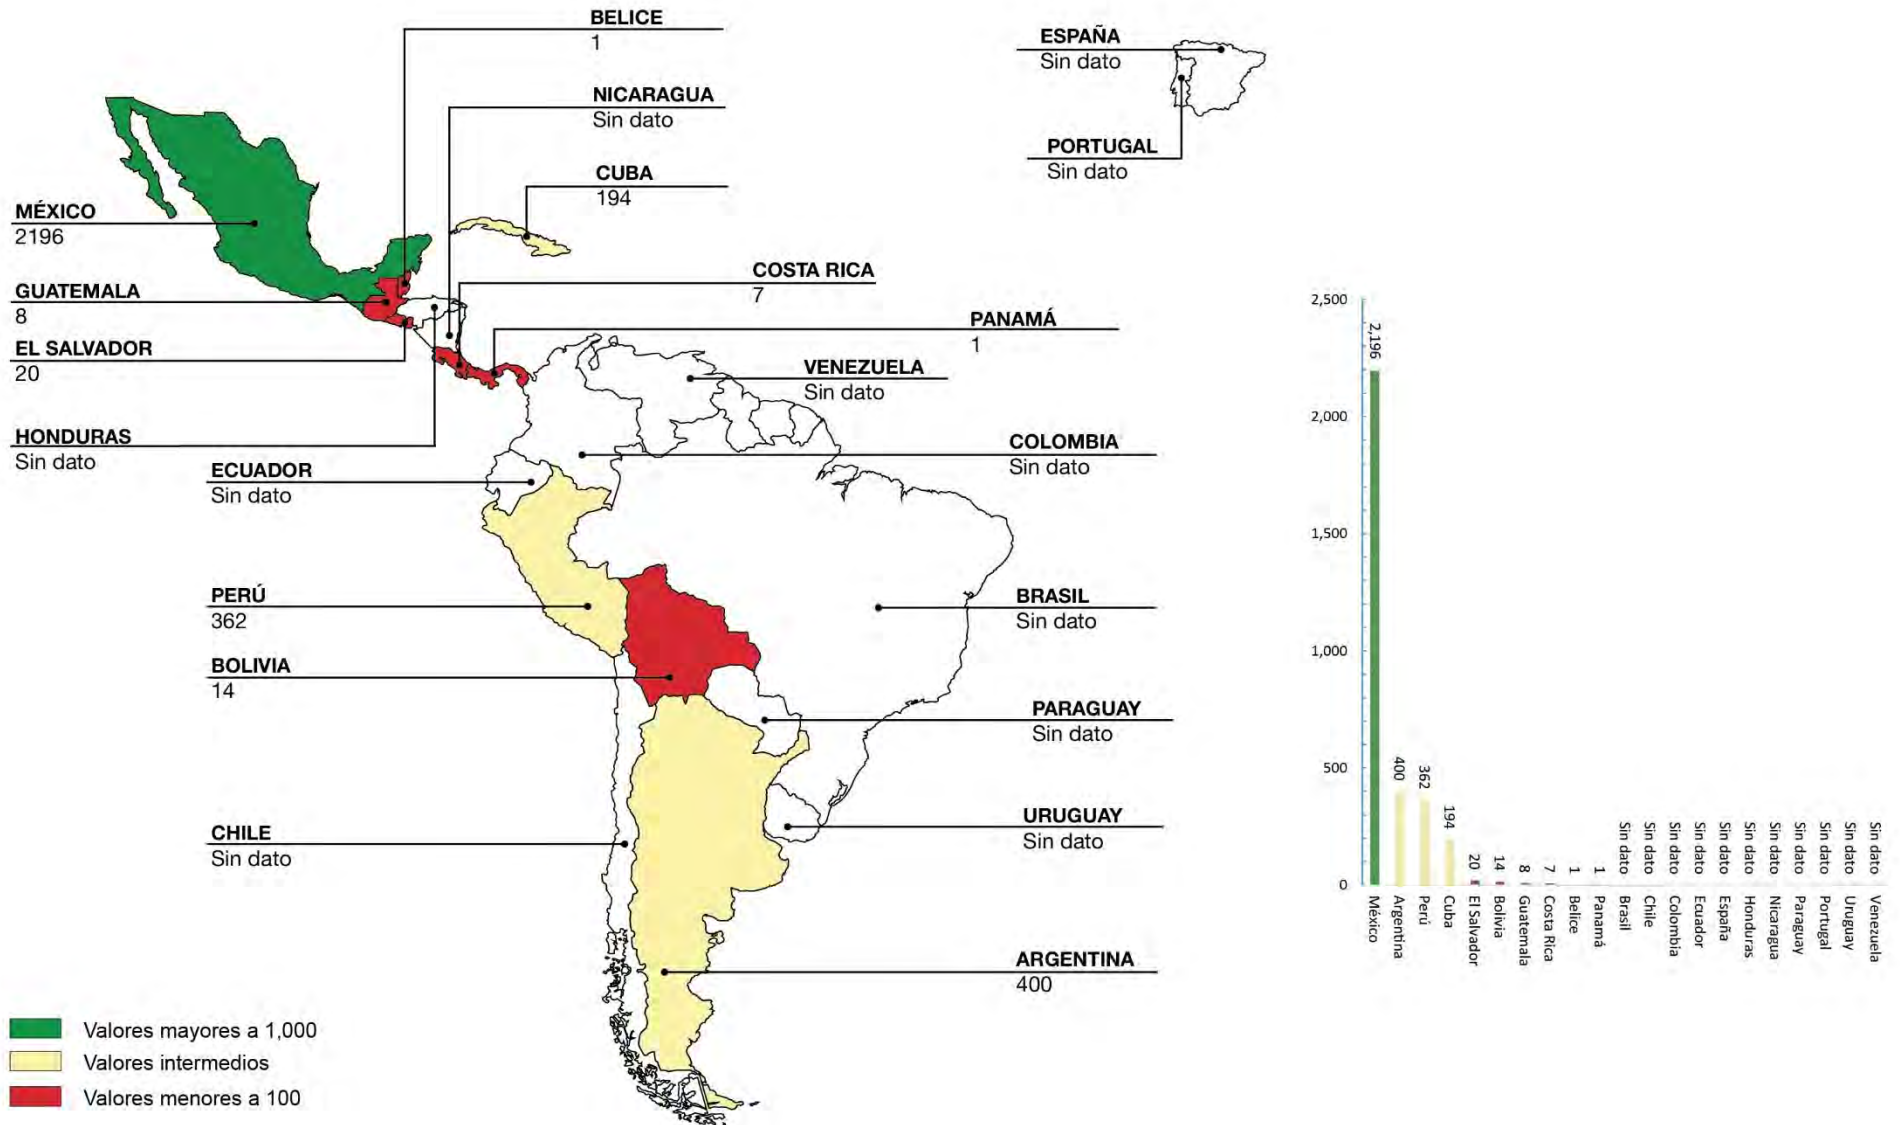 BELICE
1
NICARAGUA
Sin dato
CUBA
194
ESPAÑA
Sin dato
PORTUGAL
Sin dato
MÉXICO
2196
GUATEMALA
8
EL SALVADOR
20
HONDURAS
Sin dato
COSTA RICA
7
PANAMÁ
1
VENEZUELA
Sin dato
COLOMBIA
Sin dato
ECUADOR
Sin dato
PERÚ
362
BOLIVIA
14
BRASIL
Sin dato
PARAGUAY
Sin dato
URUGUAY
Sin dato
CHILE
Sin dato
ARGENTINA
400
Valores mayores a 1,000
Valores intermedios
Valores menores a 100
2,500
2,000
1,500
1,000
500
0
2,196
400
362
194
20
14
8
7
1
1
Sin dato
Sin dato
Sin dato
Sin dato
Sin dato
Sin dato
Sin dato
Sin dato
Sin dato
Sin dato
Sin dato
México
Argentina
Perú
Cuba
El Salvador
Bolivia
Guatemala
Costa Rica
Belice
Panamá
Brasil
Chile
Colombia
Ecuador
España
Honduras
Nicaragua
Paraguay
Portugal
Uruguay
Venezuela